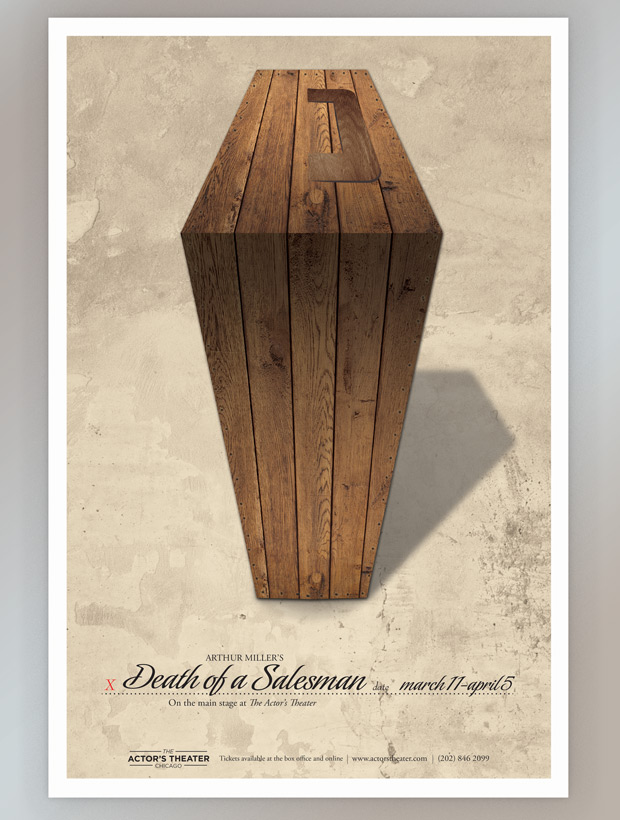 ARTHUR MILLER'S
X Death of a Salesman date march 11–april 5
On the main stage at The Actor's Theater
THE
ACTOR'S THEATER
CHICAGO
Tickets available at the box office and online | www.actorstheater.com | (202) 846 2099